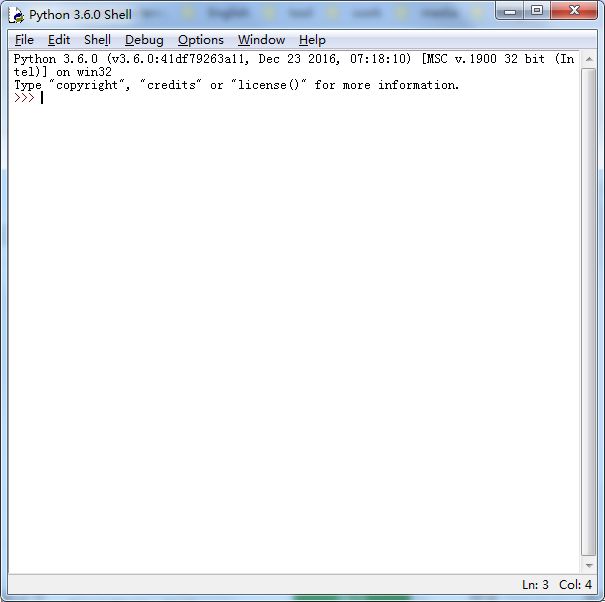 Python 3.6.0 Shell
File Edit Shell Debug Options Window Help
Python 3.6.0 (v3.6.0:41df79263a11, Dec 23 2016, 07:18:10) [MSC v.1900 32 bit (In
tel)] on win32
Type "copyright", "credits" or "license()" for more information.
>>>
Ln: 3 Col: 4